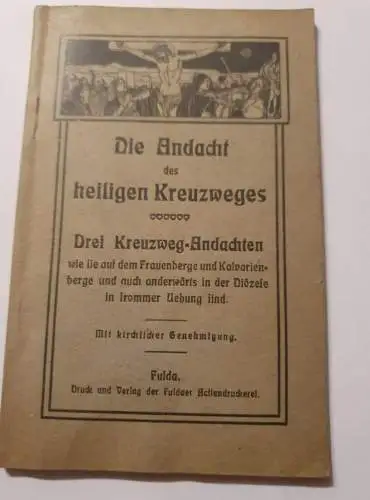 Die Andacht
des
heiligen Kreuzweges
Drei Kreuzweg-Andachten
wie sie auf dem Frauenberge und Kalvarien-
berge und auch anderwärts in der Diözese
in frommer Uebung sind.
Mit kirchlicher Genehmigung.
Fulda.
Druck und Verlag der Fuldaer Actiendruckerei.